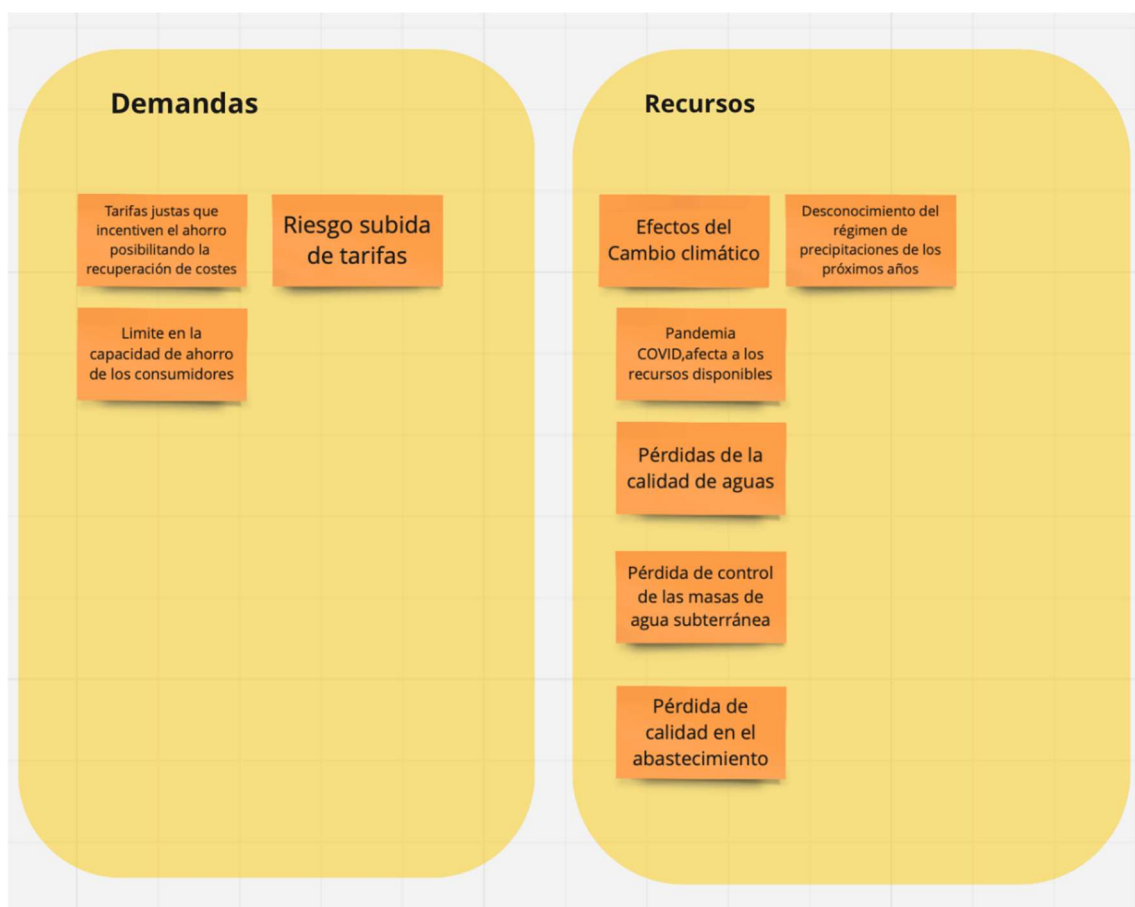 Demandas
Tarifas justas que
incentiven el ahorro
posibilitando la
recuperación de costes
Riesgo subida
de tarifas
Limite en la
capacidad de ahorro
de los consumidores
Recursos
Efectos del
Cambio climático
Desconocimiento del
régimen de
precipitaciones de los
próximos años
Pandemia
COVID,afecta a los
recursos disponibles
Pérdidas de la
calidad de aguas
Pérdida de control
de las masas de
agua subterránea
Pérdida de
calidad en el
abastecimiento